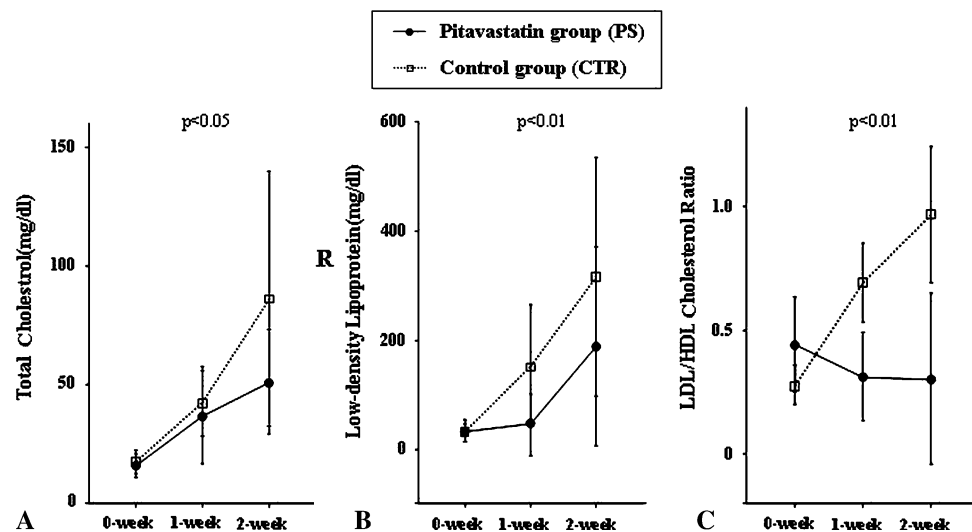 Pitavastatin group (PS)
Control group (CTR)
p<0.05
150
100
50
0
Total Cholestrol(mg/dl)
0-week 1-week 2-week
A
p<0.01
600
400
200
0
R
Low-density Lipoprotein(mg/dl)
0-week 1-week 2-week
B
p<0.01
1.0
0.5
0
LDL/HDL Cholesterol Ratio
0-week 1-week 2-week
C